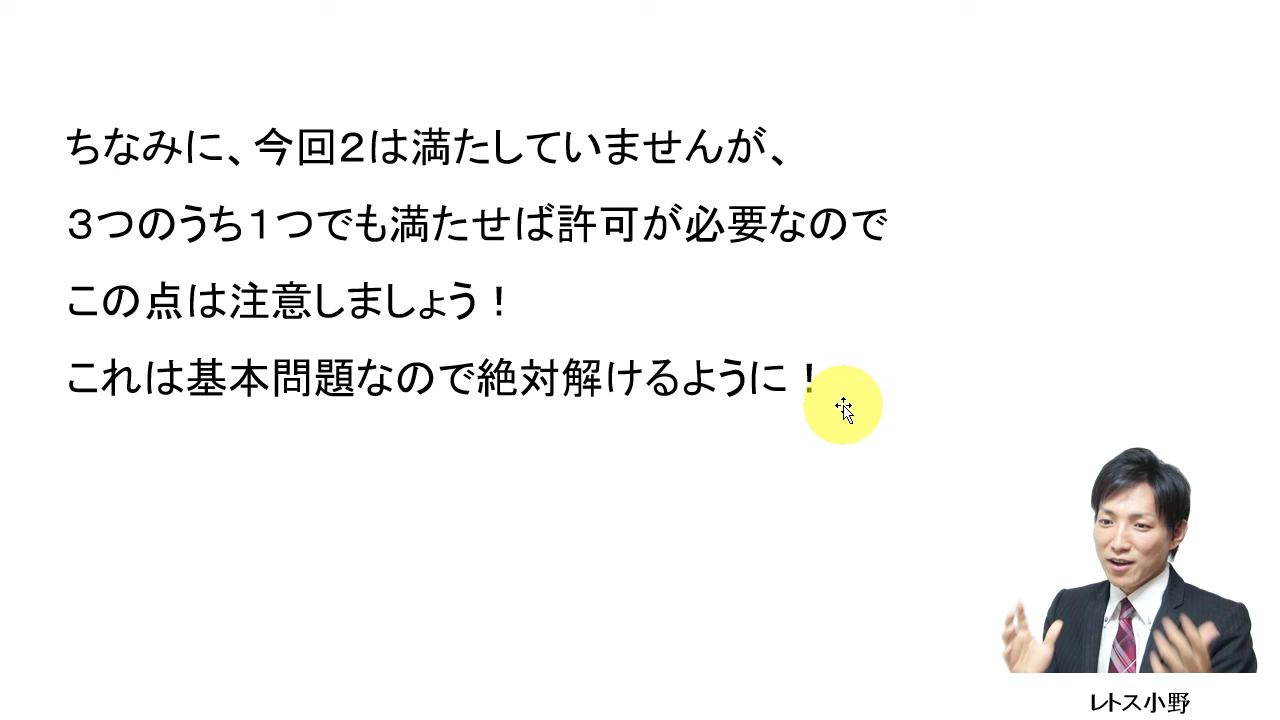 ちなみに、今回２は満たしていませんが、
３つのうち１つでも満たせば許可が必要なので
この点は注意しましょう！
これは基本問題なので絶対解けるように！
レトス小野